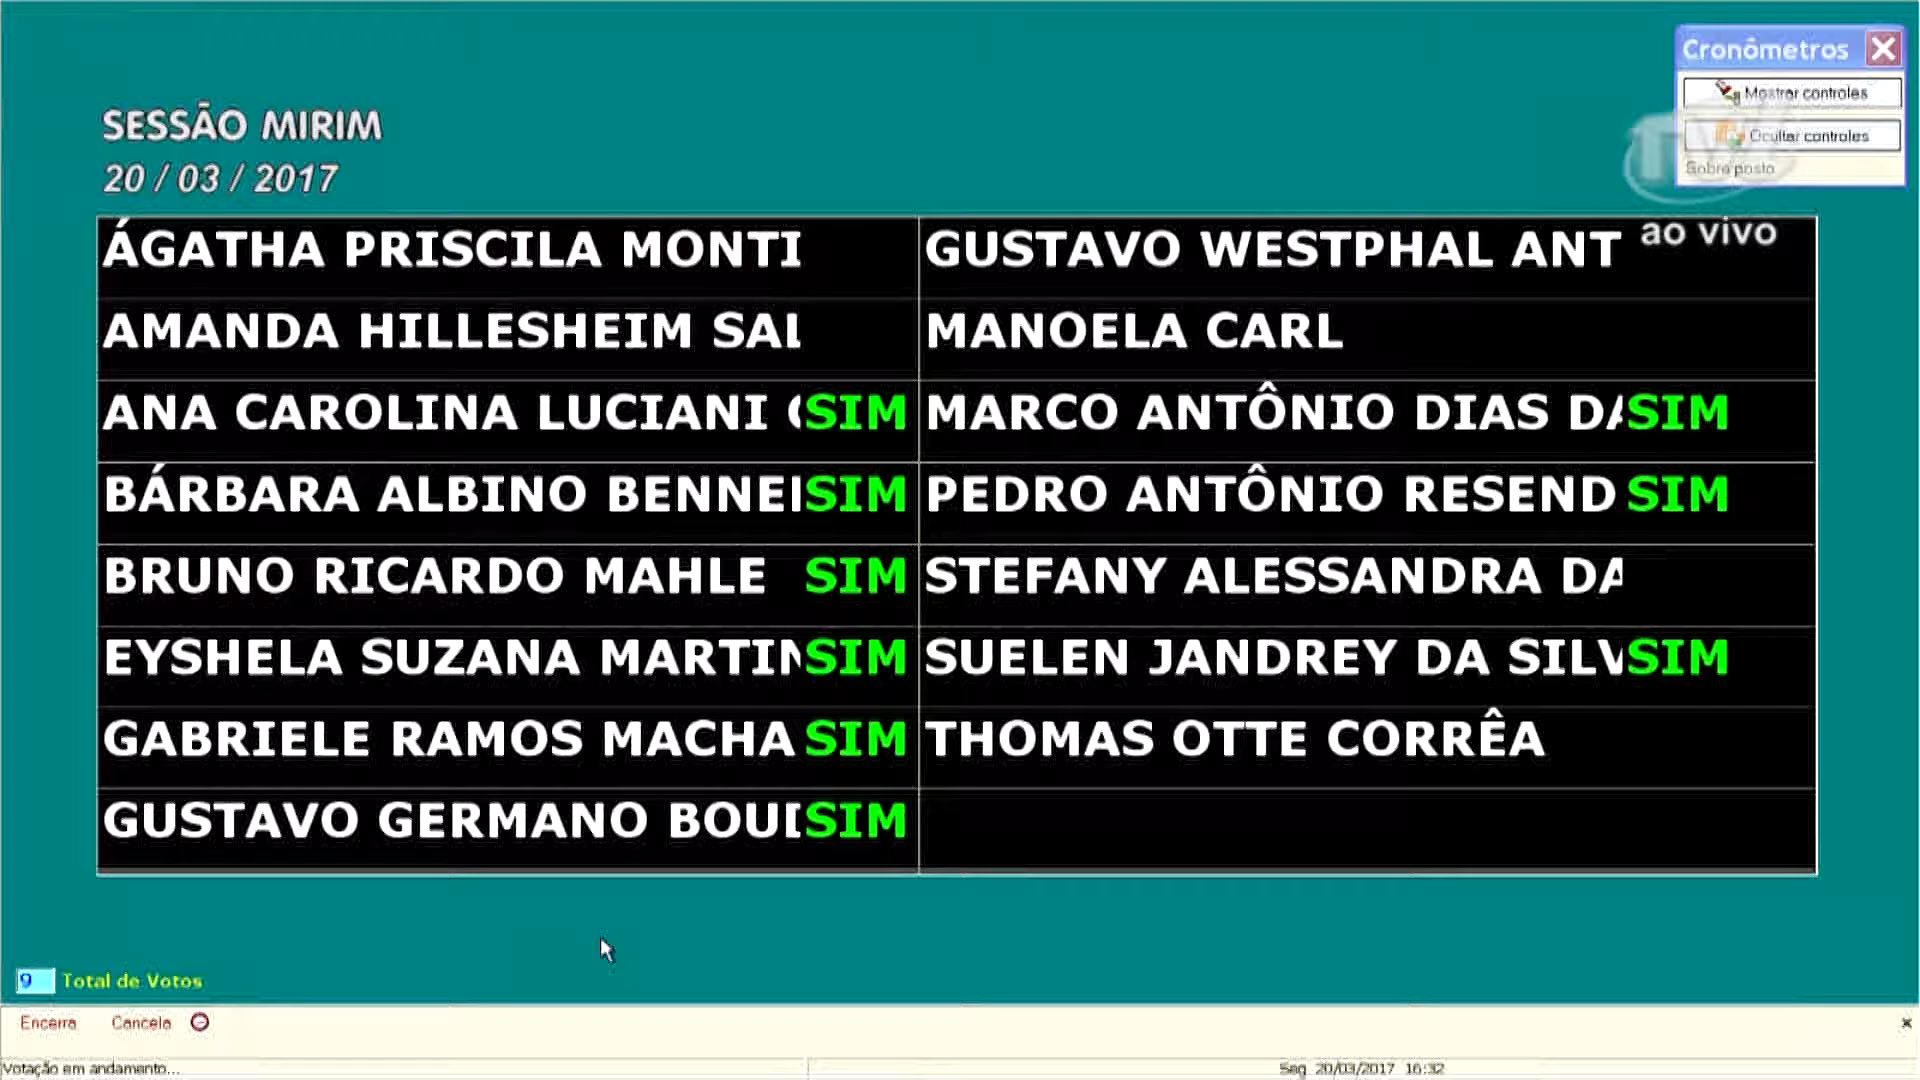 Cronômetros
Mostrar controles
Ocultar controles
Sobre posto
ao vivo
SESSÃO MIRIM
20 / 03 / 2017
ÁGATHA PRISCILA MONTI
AMANDA HILLESHEIM SAL
ANA CAROLINA LUCIANI SIM
BÁRBARA ALBINO BENNE SIM
BRUNO RICARDO MAHLE SIM
EYSHELA SUZANA MARTIN SIM
GABRIELE RAMOS MACHA SIM
GUSTAVO GERMANO BOU SIM
GUSTAVO WESTPHAL ANT
MANOELA CARL
MARCO ANTÔNIO DIAS DA SIM
PEDRO ANTÔNIO RESEND SIM
STEFANY ALESSANDRA DA
SUELEN JANDREY DA SILV SIM
THOMAS OTTE CORRÊA
9 Total de Votos
Encerra Cancela
Votação em andamento...
Seg 20/03/2017 16:32